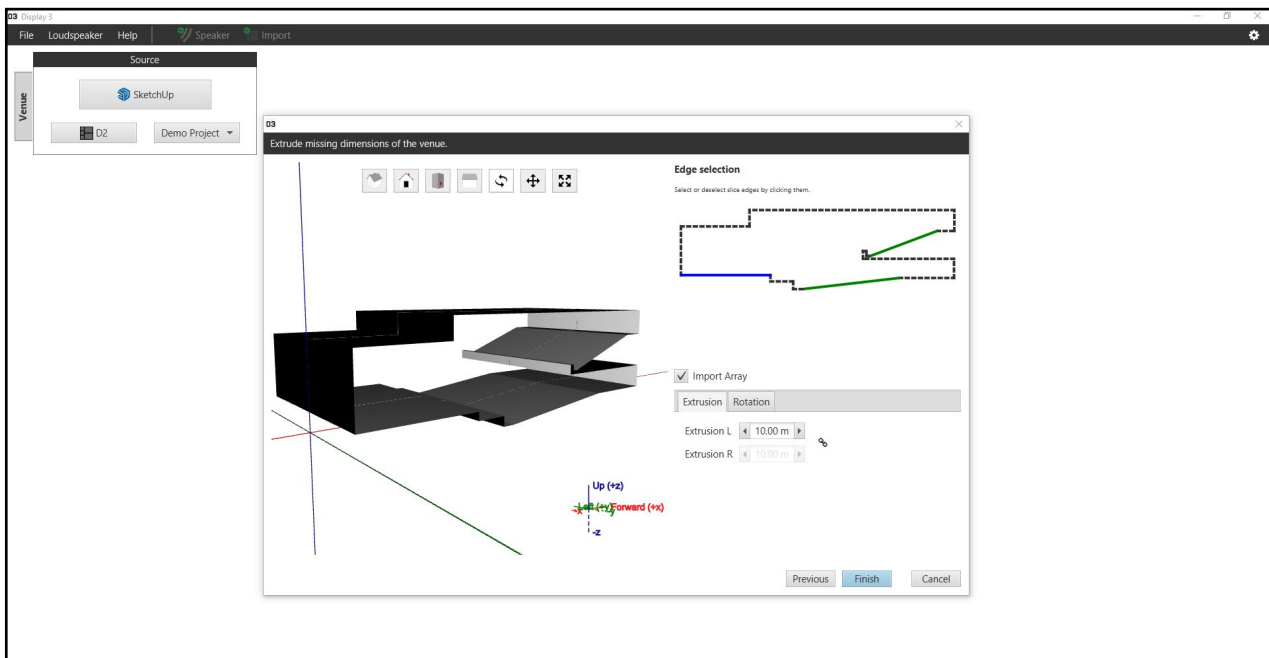 D3 Display 3
File Loudspeaker Help Speaker Import
Source
Venue
SketchUp
D2 Demo Project
D3
Extrude missing dimensions of the venue.
Edge selection
Select or deselect slice edges by clicking them.
Import Array
Extrusion Rotation
Extrusion L 10.00 m
Extrusion R 10.00 m
Up (+z)
-x Left (+y) -y Forward (+x)
-z
Previous Finish Cancel